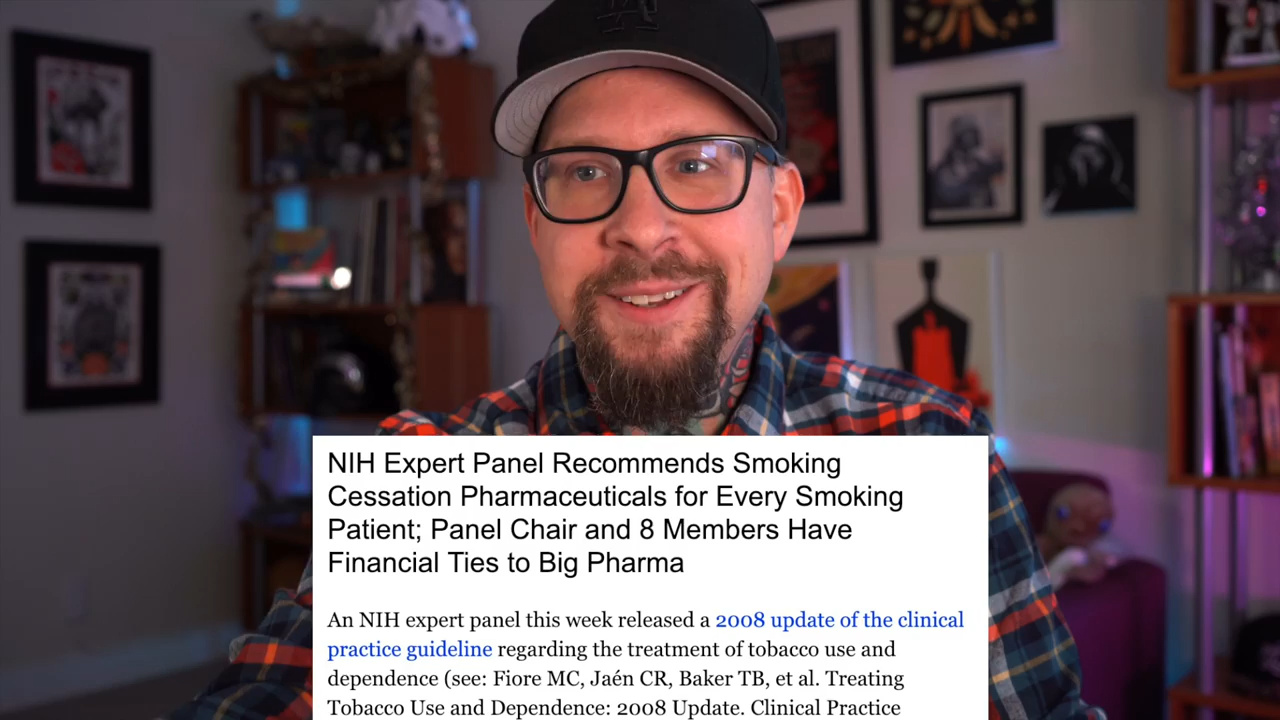 NIH Expert Panel Recommends Smoking
Cessation Pharmaceuticals for Every Smoking
Patient; Panel Chair and 8 Members Have
Financial Ties to Big Pharma
An NIH expert panel this week released a 2008 update of the clinical
practice guideline regarding the treatment of tobacco use and
dependence (see: Fiore MC, Jaén CR, Baker TB, et al. Treating
Tobacco Use and Dependence: 2008 Update. Clinical Practice